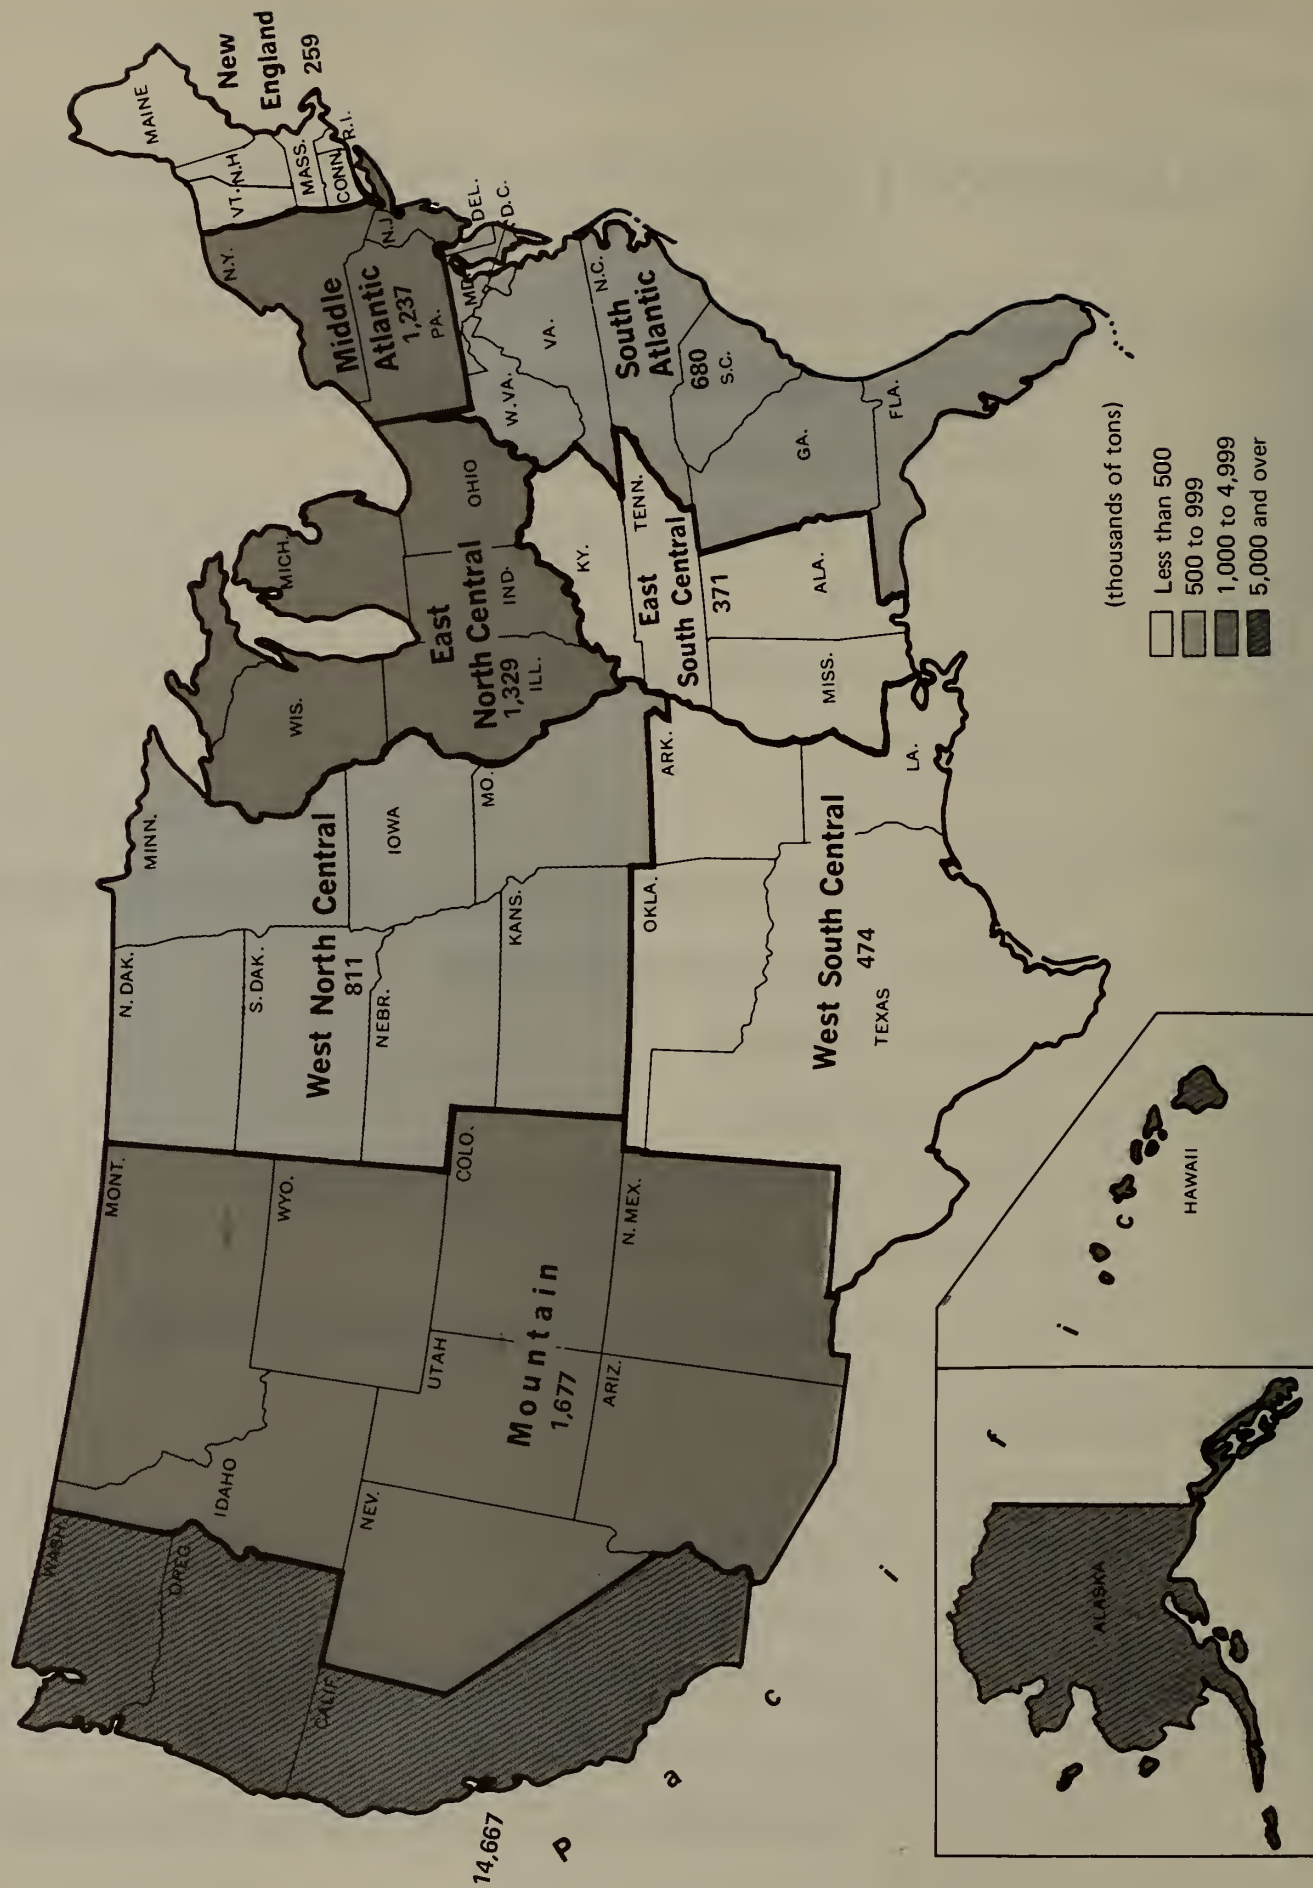 WASH.
OREG.
CALIF.
14,667
P
a
c
i
f
i
c
MONT.
IDAHO
WYO.
NEV.
UTAH
COLO.
Mountain
1,677
ARIZ.
N. MEX.
N. DAK.
MINN.
S. DAK.
West North Central
811
NEBR.
IOWA
KANS.
MO.
OKLA.
ARK.
West South Central
474
TEXAS
LA.
WIS.
MICH.
East
North Central
1,329
ILL.
IND.
OHIO
KY.
TENN.
East
South Central
371
MISS.
ALA.
N.Y.
Middle
Atlantic
1,237
PA.
N.J.
MAINE
VT.
N.H.
MASS.
CONN.
R.I.
New
England
259
DEL.
D.C.
MD.
W.VA.
VA.
N.C.
South
Atlantic
680
S.C.
GA.
FLA.
ALASKA
HAWAII
(thousands of tons)
Less than 500
500 to 999
1,000 to 4,999
5,000 and over